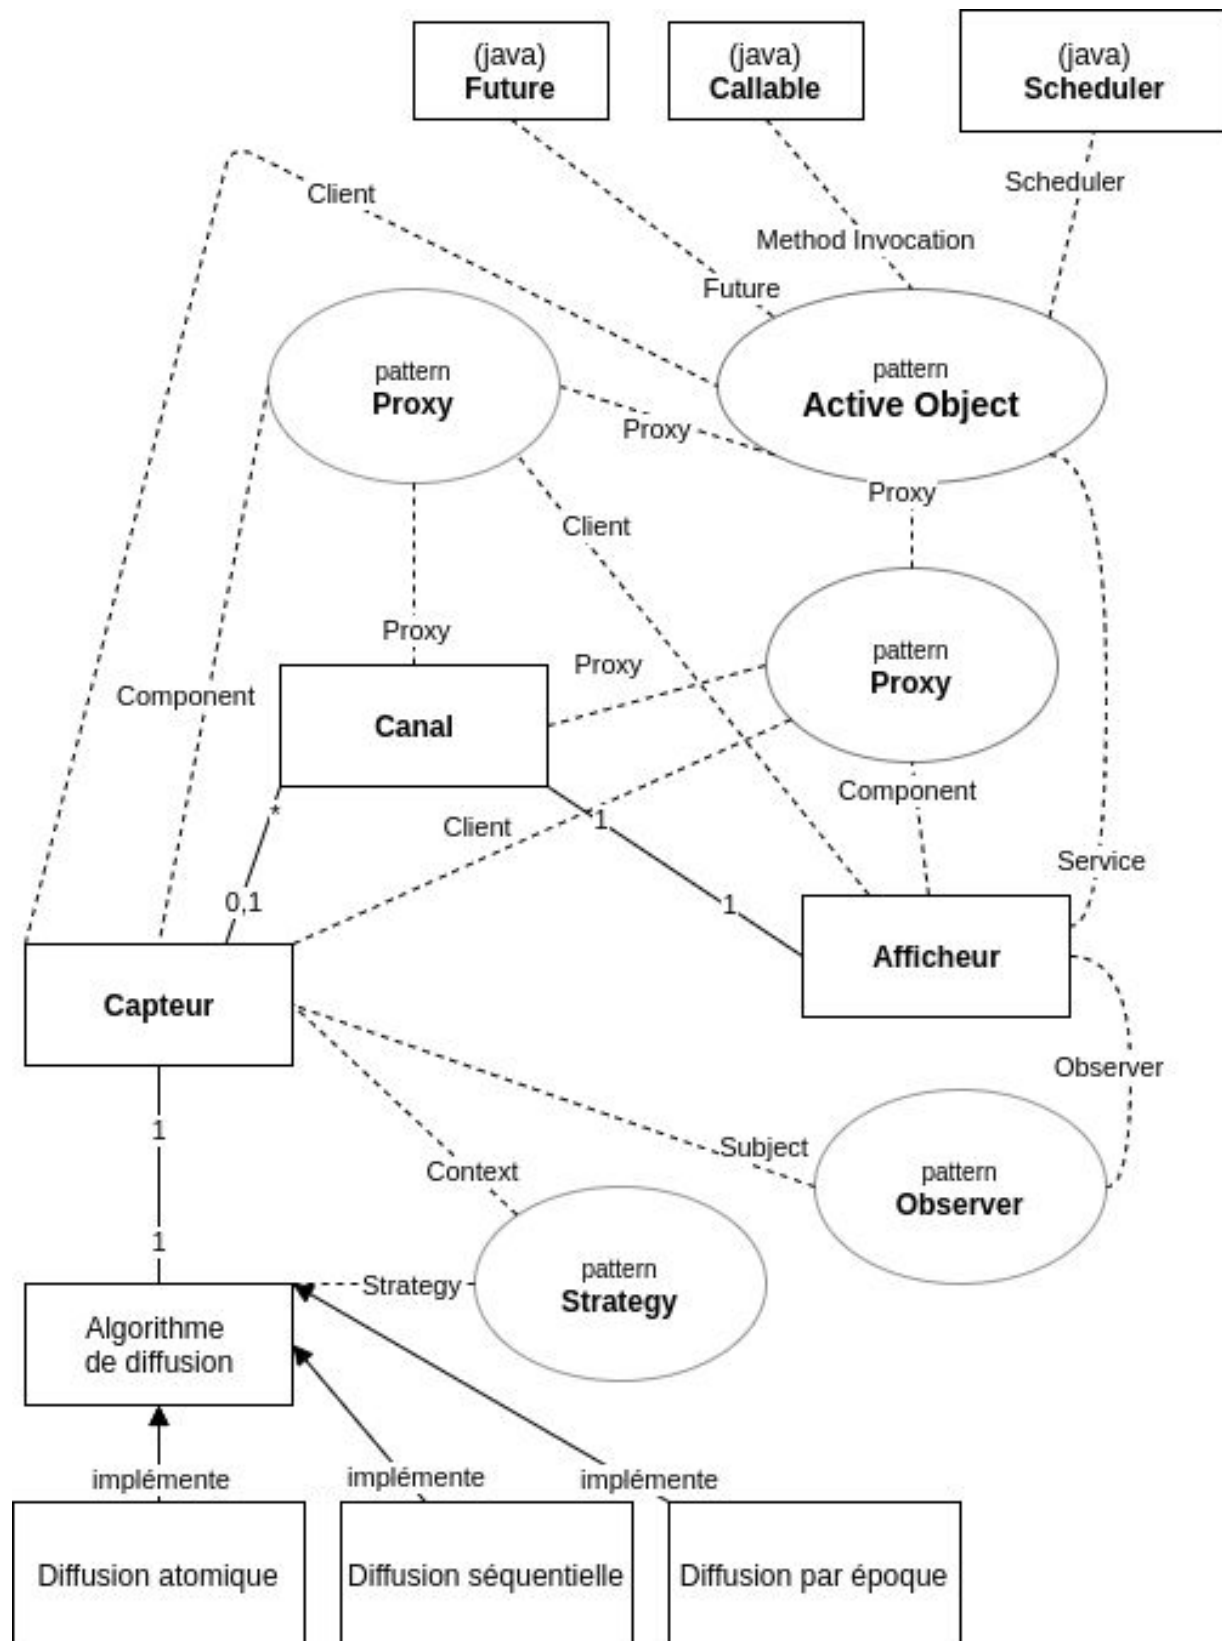 (java)
Future
(java)
Callable
(java)
Scheduler
Client
Scheduler
Method Invocation
Future
pattern
Proxy
pattern
Active Object
Proxy
Proxy
Client
Proxy
Proxy
pattern
Proxy
Component
Canal
Component
*
Client
1
0,1
1
Service
Afficheur
Capteur
Observer
1
Subject
Context
pattern
Observer
1
Strategy
pattern
Strategy
Algorithme
de diffusion
implémente
implémente
implémente
Diffusion atomique
Diffusion séquentielle
Diffusion par époque